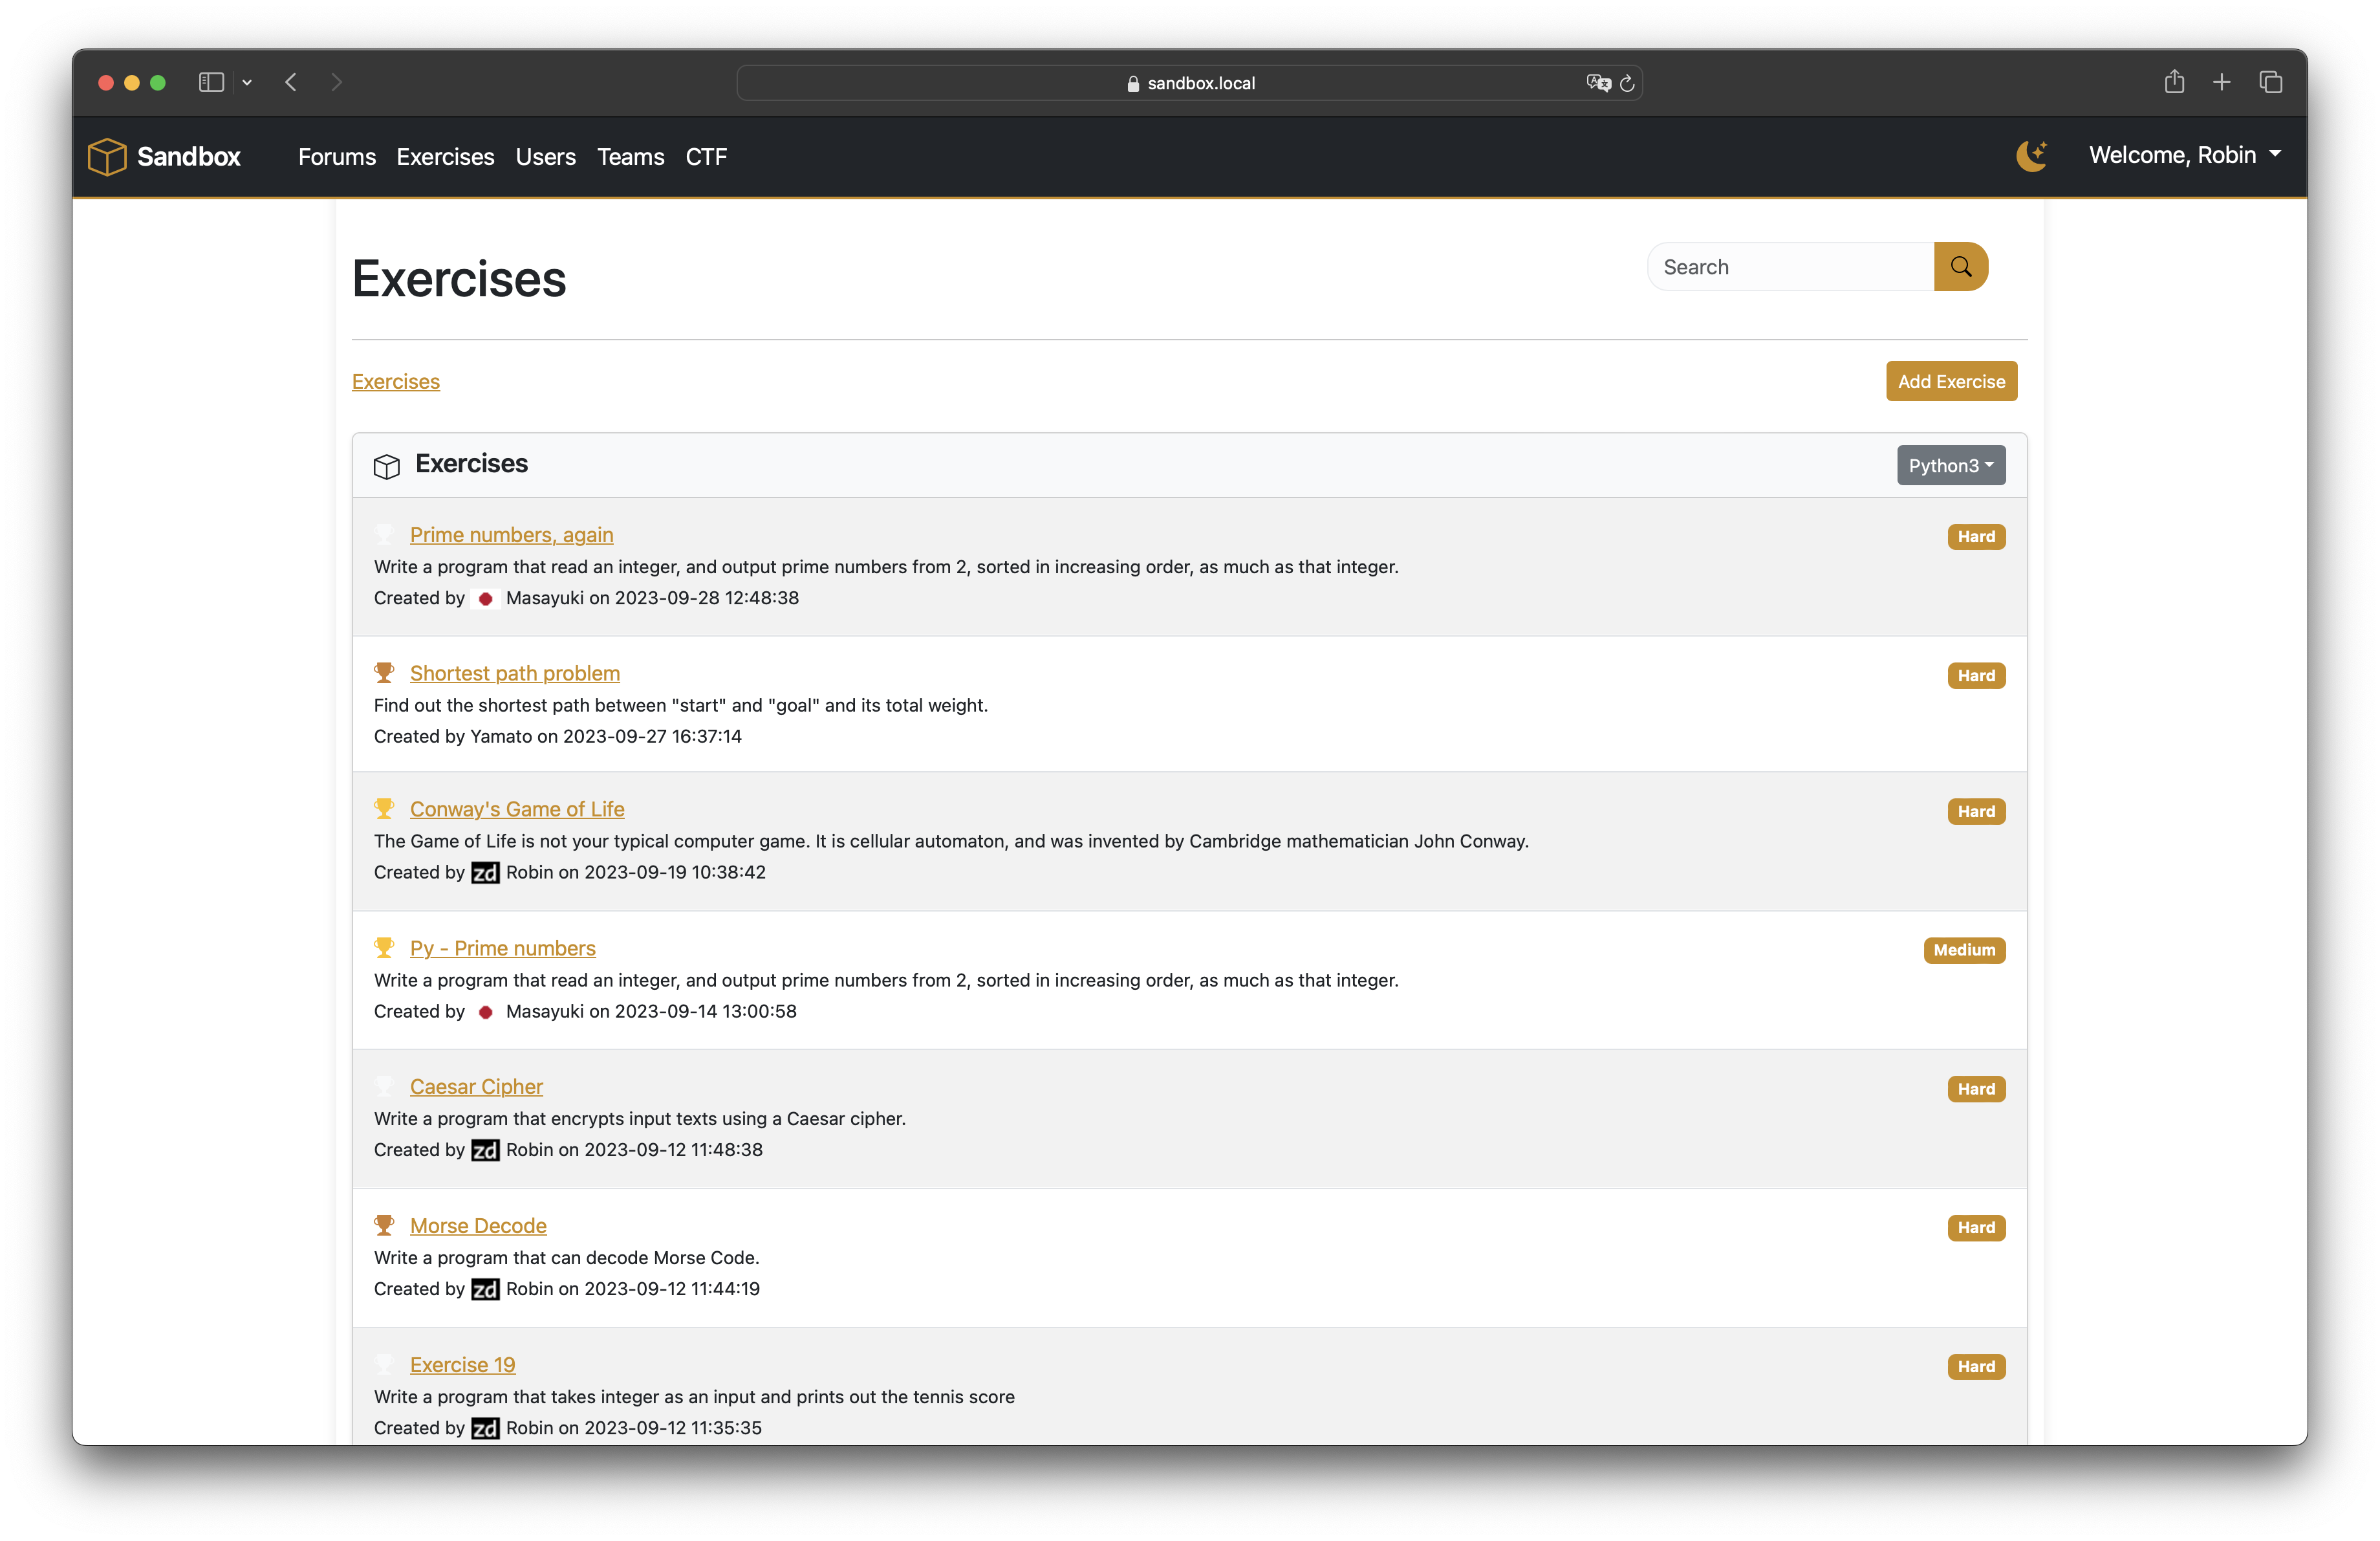 sandbox.local
Sandbox Forums Exercises Users Teams CTF Welcome, Robin
Exercises
Search
Exercises
Add Exercise
Exercises
Python3
Prime numbers, again
Hard
Write a program that read an integer, and output prime numbers from 2, sorted in increasing order, as much as that integer.
Created by Masayuki on 2023-09-28 12:48:38
Shortest path problem
Hard
Find out the shortest path between "start" and "goal" and its total weight.
Created by Yamato on 2023-09-27 16:37:14
Conway's Game of Life
Hard
The Game of Life is not your typical computer game. It is cellular automaton, and was invented by Cambridge mathematician John Conway.
Created by zd Robin on 2023-09-19 10:38:42
Py - Prime numbers
Medium
Write a program that read an integer, and output prime numbers from 2, sorted in increasing order, as much as that integer.
Created by Masayuki on 2023-09-14 13:00:58
Caesar Cipher
Hard
Write a program that encrypts input texts using a Caesar cipher.
Created by zd Robin on 2023-09-12 11:48:38
Morse Decode
Hard
Write a program that can decode Morse Code.
Created by zd Robin on 2023-09-12 11:44:19
Exercise 19
Hard
Write a program that takes integer as an input and prints out the tennis score
Created by zd Robin on 2023-09-12 11:35:35